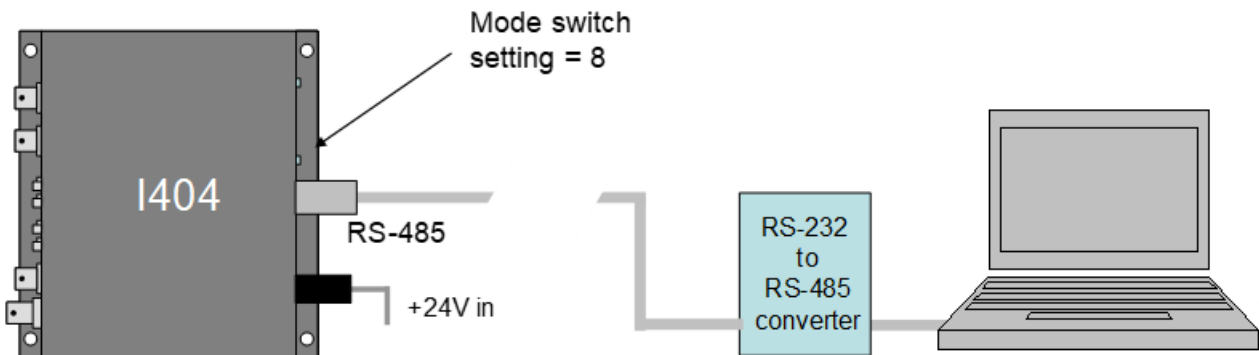 Mode switch
setting = 8
I404
RS-485
+24V in
RS-232
to
RS-485
converter